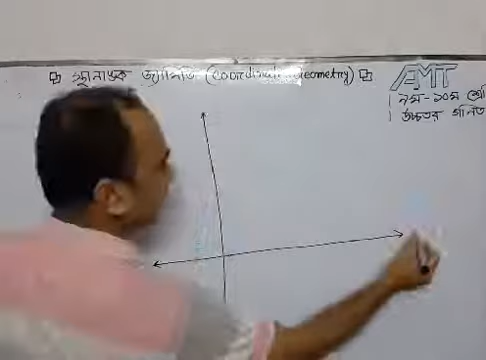 স্থানাঙ্ক জ্যামিতি (Coordinate Geometry)
AMT
৯ম-১০ম শ্রেণি
উচ্চতর গণিত